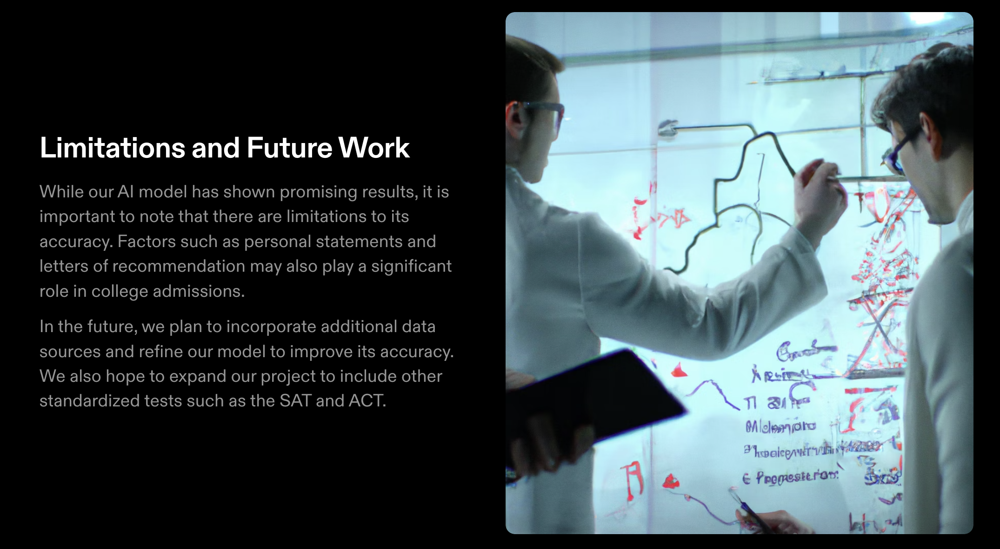 Limitations and Future Work
While our AI model has shown promising results, it is
important to note that there are limitations to its
accuracy. Factors such as personal statements and
letters of recommendation may also play a significant
role in college admissions.
In the future, we plan to incorporate additional data
sources and refine our model to improve its accuracy.
We also hope to expand our project to include other
standardized tests such as the SAT and ACT.